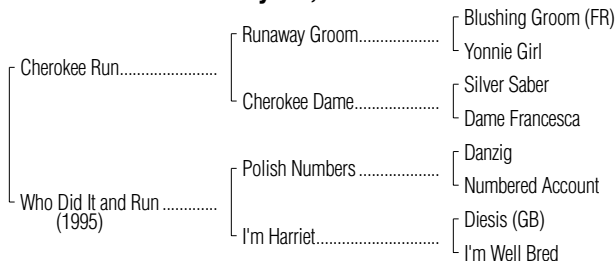 Blushing Groom (FR)
Runaway Groom....................
Yonnie Girl
Cherokee Run.......................
Silver Saber
Cherokee Dame.....................
Dame Francesca
Danzig
Polish Numbers ....................
Numbered Account
Who Did It and Run .............
(1995)
Diesis (GB)
I'm Harriet.............................
I'm Well Bred